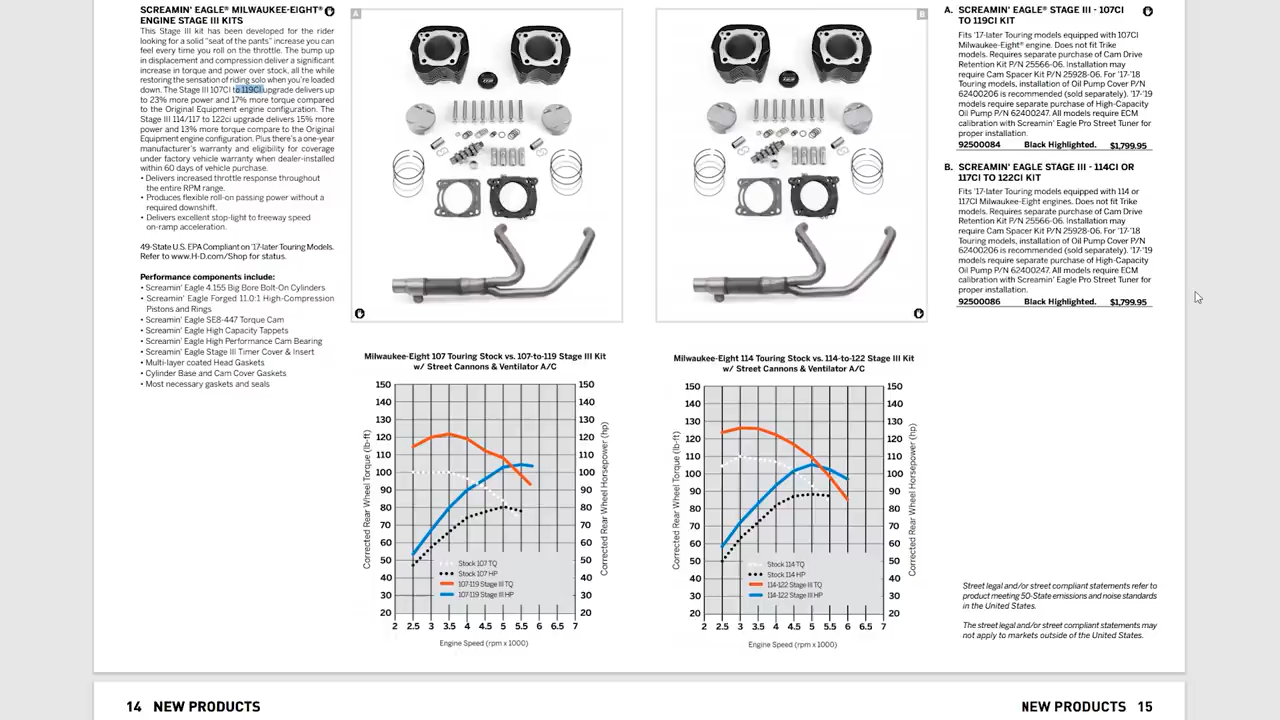 SCREAMIN' EAGLE® MILWAUKEE-EIGHT®
ENGINE STAGE III KITS
This Stage III kit has been developed for the rider
looking for a solid "seat of the pants" increase you can
feel every time you roll on the throttle. The bump up
in displacement and compression deliver a significant
increase in torque and power over stock, all the while
restoring the sensation of riding solo when you're loaded
down. The Stage III 107CI to 119CI upgrade delivers up
to 23% more power and 17% more torque compared
to the Original Equipment engine configuration. The
Stage III 114/117 to 122ci upgrade delivers 15% more
power and 13% more torque compare to the Original
Equipment engine configuration. Plus there's a one-year
manufacturer's warranty and eligibility for coverage
under factory vehicle warranty when dealer-installed
within 60 days of vehicle purchase.
• Delivers increased throttle response throughout
the entire RPM range.
• Produces flexible roll-on passing power without a
required downshift.
• Delivers excellent stop-light to freeway speed
on-ramp acceleration.
49-State U.S. EPA Compliant on '17-later Touring Models.
Refer to www.H-D.com/Shop for status.
Performance components include:
• Screamin' Eagle 4.155 Big Bore Bolt-On Cylinders
• Screamin' Eagle Forged 11.0:1 High-Compression
Pistons and Rings
• Screamin' Eagle SE8-447 Torque Cam
• Screamin' Eagle High Capacity Tappets
• Screamin' Eagle High Performance Cam Bearing
• Screamin' Eagle Stage III Timer Cover & Insert
• Multi-layer coated Head Gaskets
• Cylinder Base and Cam Cover Gaskets
• Most necessary gaskets and seals
A
B
Milwaukee-Eight 107 Touring Stock vs. 107-to-119 Stage III Kit
w/ Street Cannons & Ventilator A/C
Corrected Rear Wheel Torque (lb-ft)
150 150
140 140
130 130
120 120
110 110
100 100
90 90
80 80
70 70
60 60
50 50
40 40
30 30
20 20
Corrected Rear Wheel Horsepower (hp)
Stock 107 TQ
Stock 107 HP
107-119 Stage III TQ
107-119 Stage III HP
2 2.5 3 3.5 4 4.5 5 5.5 6 6.5 7
Engine Speed (rpm x 1000)
Milwaukee-Eight 114 Touring Stock vs. 114-to-122 Stage III Kit
w/ Street Cannons & Ventilator A/C
Corrected Rear Wheel Torque (lb-ft)
150 150
140 140
130 130
120 120
110 110
100 100
90 90
80 80
70 70
60 60
50 50
40 40
30 30
20 20
Corrected Rear Wheel Horsepower (hp)
Stock 114 TQ
Stock 114 HP
114-122 Stage III TQ
114-122 Stage III HP
2 2.5 3 3.5 4 4.5 5 5.5 6 6.5 7
Engine Speed (rpm x 1000)
A. SCREAMIN' EAGLE® STAGE III - 107CI
TO 119CI KIT
Fits '17-later Touring models equipped with 107CI
Milwaukee-Eight® engine. Does not fit Trike
models. Requires separate purchase of Cam Drive
Retention Kit P/N 25566-06. Installation may
require Cam Spacer Kit P/N 25928-06. For '17-'18
Touring models, installation of Oil Pump Cover P/N
62400206 is recommended (sold separately). '17-'19
models require separate purchase of High-Capacity
Oil Pump P/N 62400247. All models require ECM
calibration with Screamin' Eagle Pro Street Tuner for
proper installation.
92500084 Black Highlighted. $1,799.95
B. SCREAMIN' EAGLE STAGE III - 114CI OR
117CI TO 122CI KIT
Fits '17-later Touring models equipped with 114 or
117CI Milwaukee-Eight engines. Does not fit Trike
models. Requires separate purchase of Cam Drive
Retention Kit P/N 25566-06. Installation may
require Cam Spacer Kit P/N 25928-06. For '17-'18
Touring models, installation of Oil Pump Cover P/N
62400206 is recommended (sold separately). '17-'19
models require separate purchase of High-Capacity
Oil Pump P/N 62400247. All models require ECM
calibration with Screamin' Eagle Pro Street Tuner for
proper installation.
92500086 Black Highlighted. $1,799.95
Street legal and/or street compliant statements refer to
product meeting 50-State emissions and noise standards
in the United States.
The street legal and/or street compliant statements may
not apply to markets outside of the United States.
14 NEW PRODUCTS
NEW PRODUCTS 15